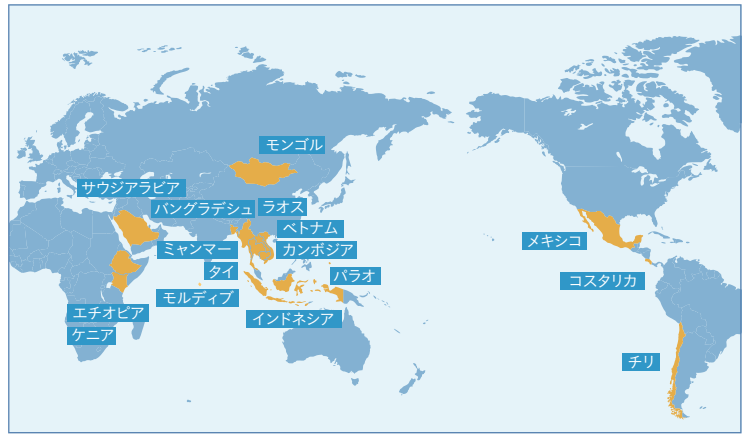 モンゴル
サウジアラビア
バングラデシュ
ラオス
ベトナム
ミャンマー
カンボジア
タイ
パラオ
モルディブ
インドネシア
エチオピア
ケニア
メキシコ
コスタリカ
チリ